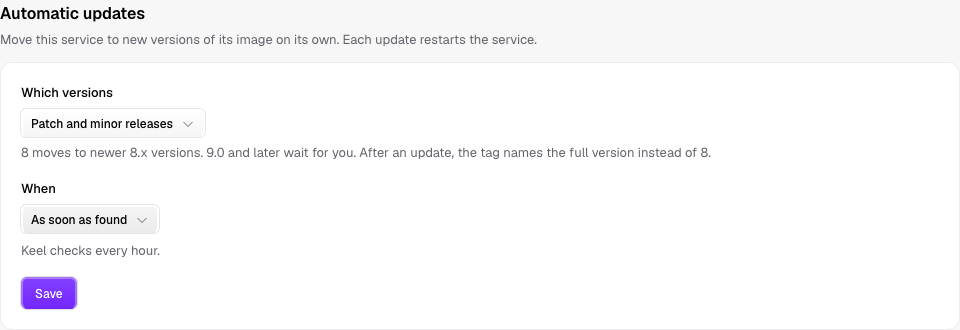 Automatic updates
Move this service to new versions of its image on its own. Each update restarts the service.
Which versions
Patch and minor releases
8 moves to newer 8.x versions. 9.0 and later wait for you. After an update, the tag names the full version instead of 8.
When
As soon as found
Keel checks every hour.
Save